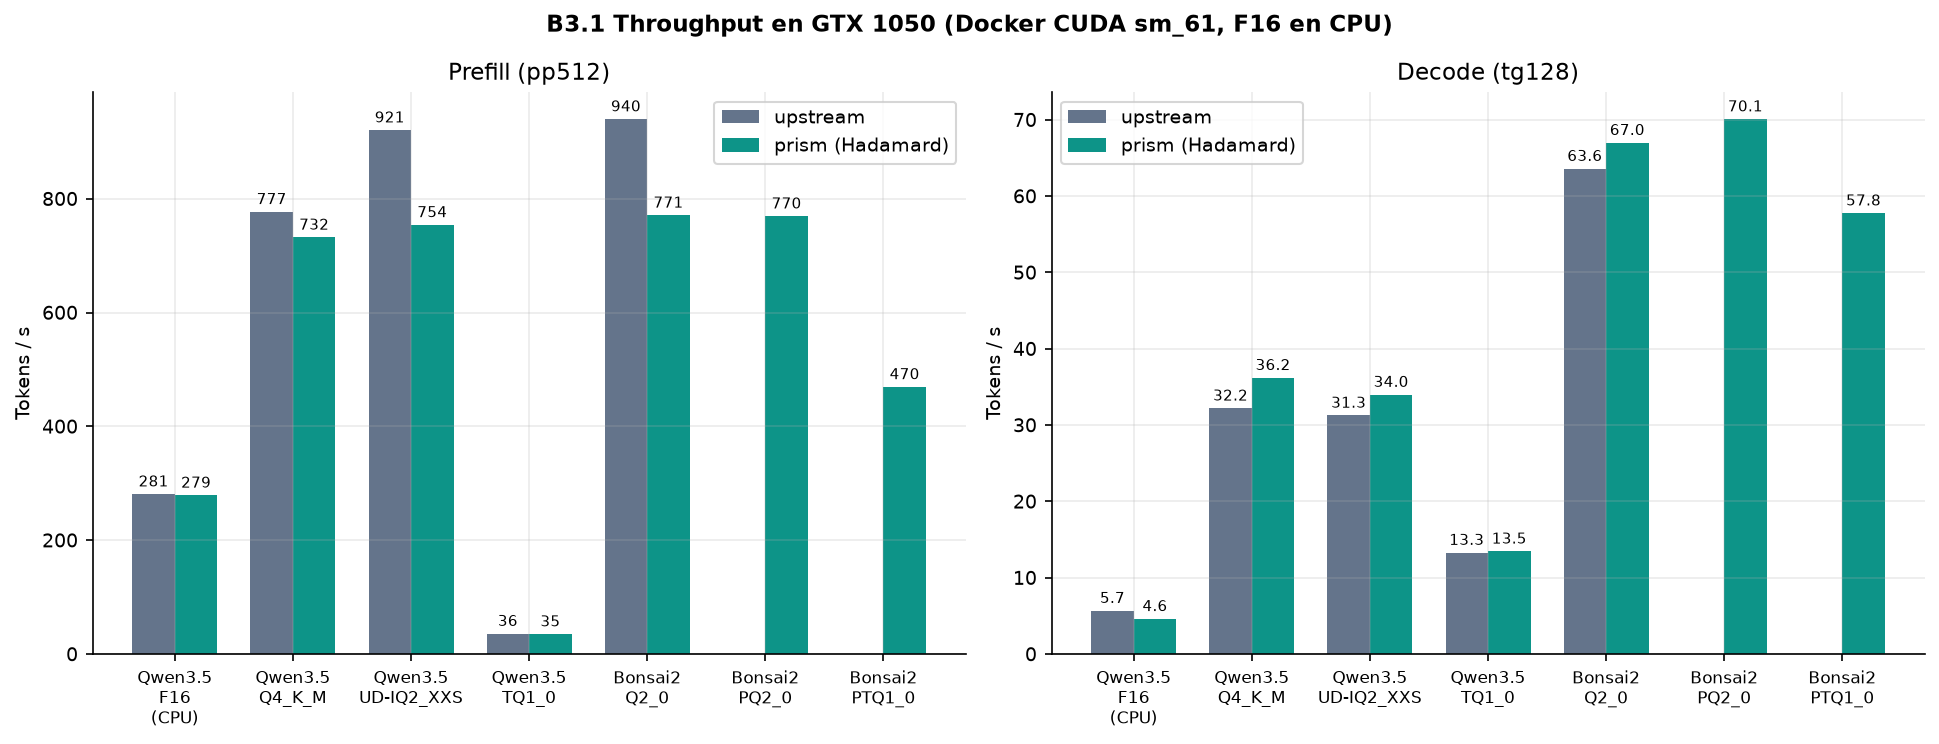 B3.1 Throughput en GTX 1050 (Docker CUDA sm_61, F16 en CPU)
Prefill (pp512)
Tokens / s
0
200
400
600
800
upstream
prism (Hadamard)
281
279
777
732
921
754
36
35
940
771
770
470
Qwen3.5
F16
(CPU)
Qwen3.5
Q4_K_M
Qwen3.5
UD-IQ2_XXS
Qwen3.5
TQ1_0
Bonsai2
Q2_0
Bonsai2
PQ2_0
Bonsai2
PTQ1_0
Decode (tg128)
Tokens / s
0
10
20
30
40
50
60
70
upstream
prism (Hadamard)
5.7
4.6
32.2
36.2
31.3
34.0
13.3
13.5
63.6
67.0
70.1
57.8
Qwen3.5
F16
(CPU)
Qwen3.5
Q4_K_M
Qwen3.5
UD-IQ2_XXS
Qwen3.5
TQ1_0
Bonsai2
Q2_0
Bonsai2
PQ2_0
Bonsai2
PTQ1_0